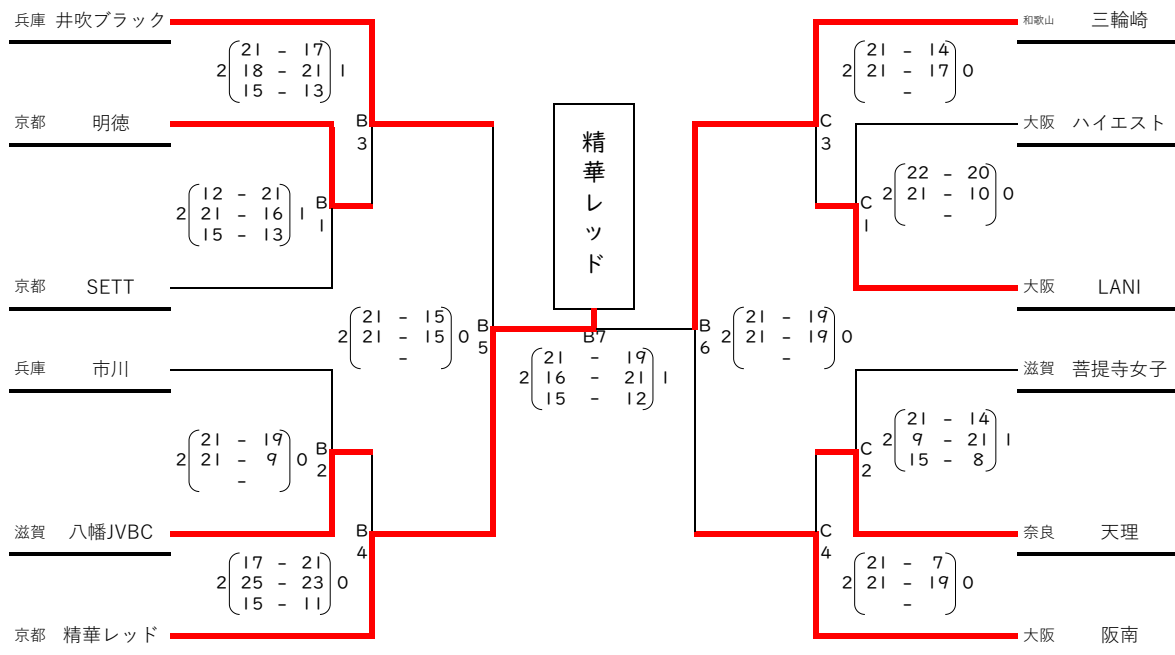 兵庫 井吹ブラック
21 - 17
2 18 - 21 1
15 - 13
京都 明徳
B
3
12 - 21
2 21 - 16 1
15 - 13
B
1
京都 SETT
兵庫 市川
21 - 19
2 21 - 9 0
-
B
2
滋賀 八幡JVBC
B
4
17 - 21
2 25 - 23 0
15 - 11
京都 精華レッド
21 - 15
2 21 - 15 0
-
B
5
精華レッド
B7
21 - 19
2 16 - 21 1
15 - 12
B
6
21 - 19
2 21 - 19 0
-
和歌山 三輪崎
21 - 14
2 21 - 17 0
-
C
3
大阪 ハイエスト
22 - 20
2 21 - 10 0
-
C
1
大阪 LANI
滋賀 菩提寺女子
21 - 14
2 9 - 21 1
15 - 8
C
2
奈良 天理
C
4
21 - 7
2 21 - 19 0
-
大阪 阪南